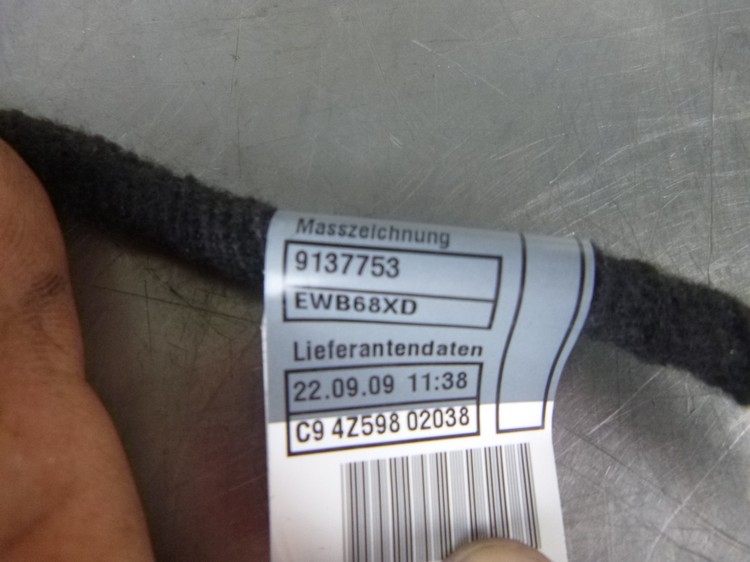 Masszeichnung
9137753
EWB68XD
Lieferantendaten
22.09.09 11:38
C9 4Z598 02038